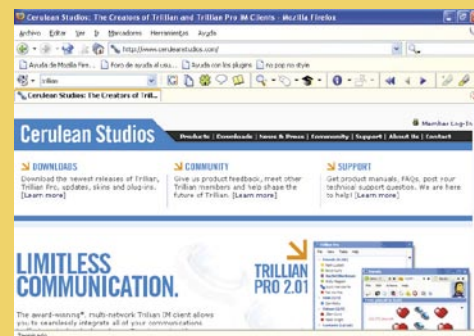 Cerulean Studios: The Creators of Trillian and Trillian Pro IM Clients - Mozilla Firefox
Archivo Editar Ver Ir Marcadores Herramientas Ayuda
http://www.ceruleanstudios.com/
Ayuda de Mozilla Fire... Foro de ayuda al usu... Ayuda con los plugins no pop no style
trillian
Cerulean Studios: The Creators of Tril...
Member Log-In
Cerulean Studios
Products | Downloads | News & Press | Community | Support | About Us | Contact
DOWNLOADS
Download the newest releases of Trillian,
Trillian Pro, updates, skins and plug-ins.
[Learn more]
COMMUNITY
Give us product feedback, meet other
Trillian members and help shape the
future of Trillian. [Learn more]
SUPPORT
Get product manuals, FAQs, post your
technical support question. We are here
to help! [Learn more]
LIMITLESS
COMMUNICATION.
TRILLIAN
PRO 2.01
The award-winning*, multi-network Trillian IM client allows
you to seamlessly integrate all of your communications